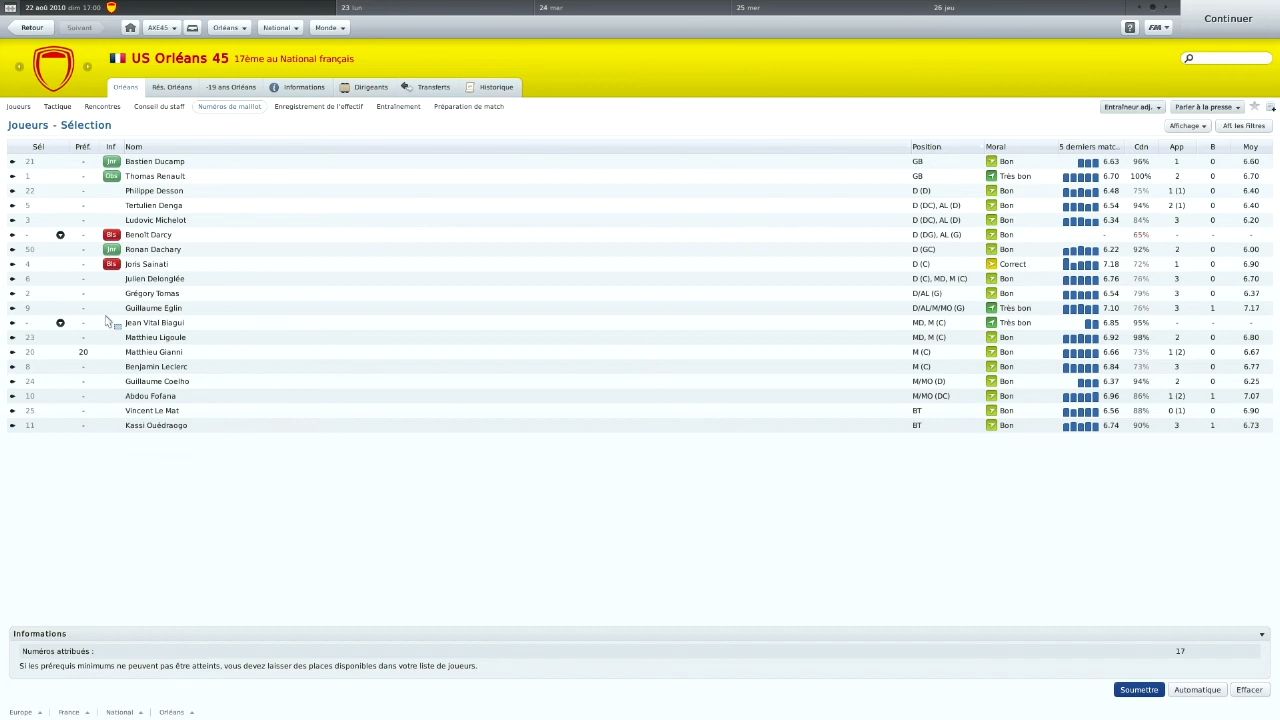 22 aoû 2010 dim 17:00 23 lun 24 mar 25 mer 26 jeu
Continuer
Retour Suivant AXE45 Orléans National Monde ? FM
US Orléans 45 17ème au National français
Orléans Rés. Orléans -19 ans Orléans Informations Dirigeants Transferts Historique
Joueurs Tactique Rencontres Conseil du staff Numéros de maillot Enregistrement de l'effectif Entraînement Préparation de match Entraîneur adj. Parler à la presse
Joueurs - Sélection Affichage Afl. les Filtres
Sél Préf. Inf Nom Position Moral 5 derniers matc... Cdn App B Moy
21 - Jnr Bastien Ducamp GB Bon 6.63 96% 1 0 6.60
1 - Obs Thomas Renault GB Très bon 6.70 100% 2 0 6.70
22 - Philippe Desson D (D) Bon 6.48 75% 1 (1) 0 6.40
5 - Tertulien Denga D (DC), AL (D) Bon 6.54 94% 2 (1) 0 6.40
3 - Ludovic Michelot D (DC), AL (D) Bon 6.34 84% 3 0 6.20
- - Bls Benoît Darcy D (DG), AL (G) Bon - 65% - - -
50 - Jnr Ronan Dachary D (GC) Bon 6.22 92% 2 0 6.00
4 - Bls Joris Sainati D (C) Correct 7.18 72% 1 0 6.90
6 - Julien Delonglée D (C), MD, M (C) Bon 6.76 76% 3 0 6.70
2 - Grégory Tomas D/AL (G) Bon 6.54 79% 3 0 6.37
9 - Guillaume Eglin D/AL/M/MO (G) Très bon 7.10 76% 3 1 7.17
- - Jean Vital Biagui MD, M (C) Très bon 6.85 95% - - -
23 - Matthieu Ligoule MD, M (C) Bon 6.92 98% 2 0 6.80
20 20 Matthieu Gianni M (C) Bon 6.66 73% 1 (2) 0 6.67
8 - Benjamin Leclerc M (C) Bon 6.84 73% 3 0 6.77
24 - Guillaume Coelho M/MO (D) Bon 6.37 94% 2 0 6.25
10 - Abdou Fofana M/MO (DC) Bon 6.96 86% 1 (2) 1 7.07
25 - Vincent Le Mat BT Bon 6.56 88% 0 (1) 0 6.90
11 - Kassi Ouédraogo BT Bon 6.74 90% 3 1 6.73
Informations
Numéros attribués : 17
Si les prérequis minimums ne peuvent pas être atteints, vous devez laisser des places disponibles dans votre liste de joueurs.
Soumettre Automatique Effacer
Europe France National Orléans